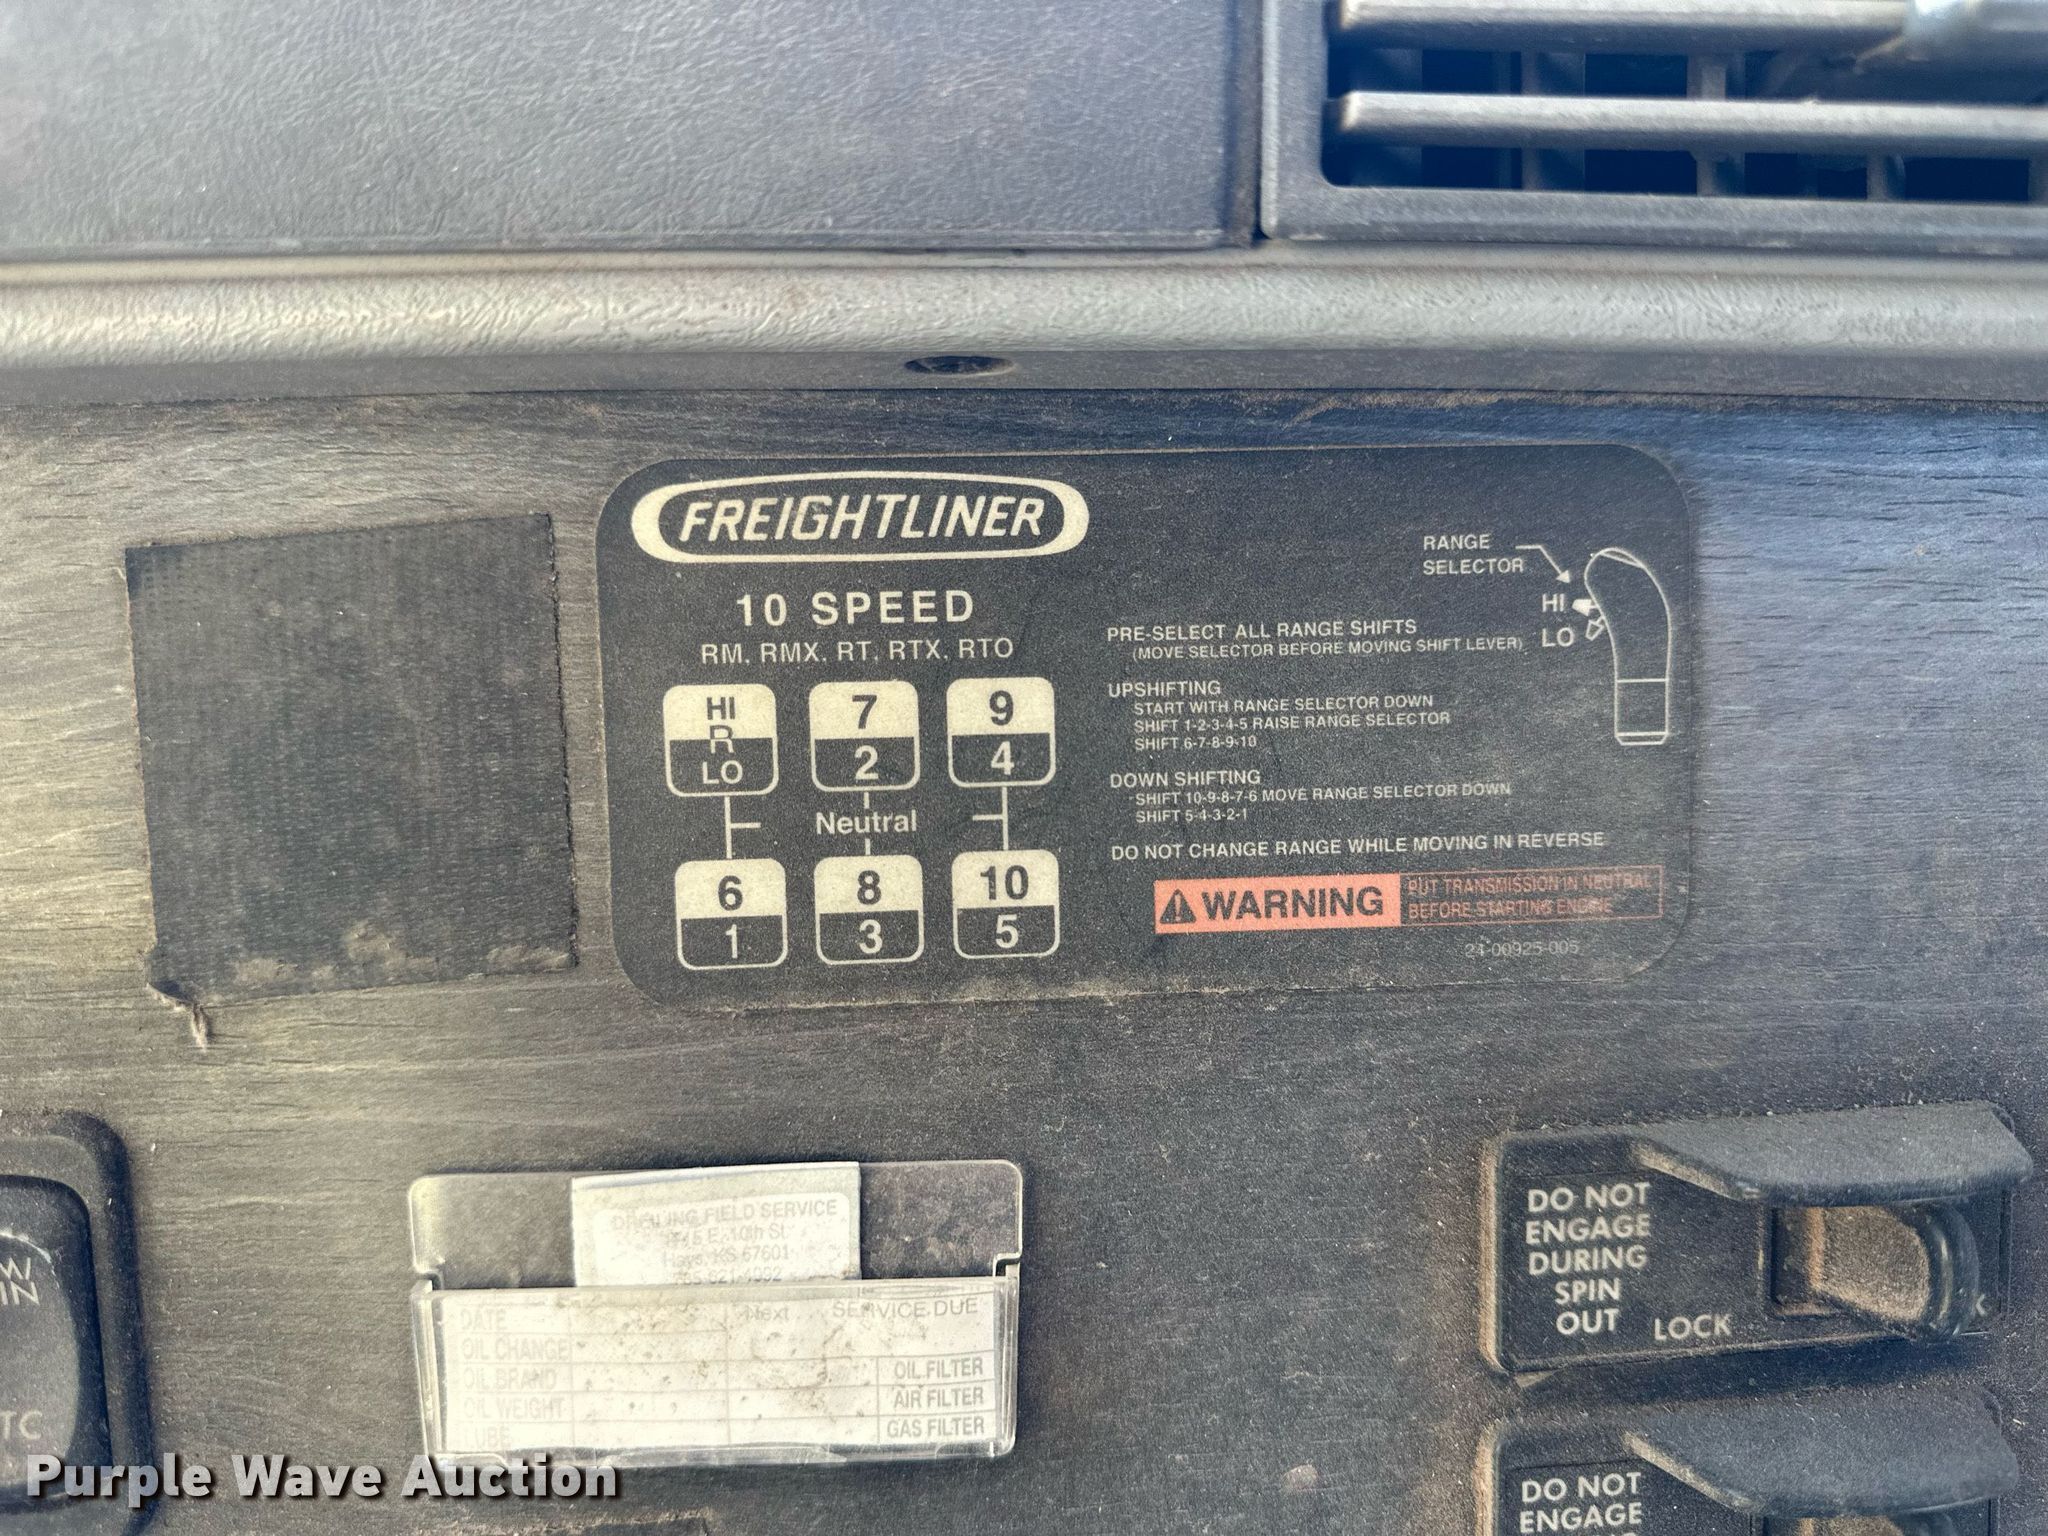 FREIGHTLINER
10 SPEED
RM, RMX, RT, RTX, RTO
HI
R
LO
7
2
9
4
Neutral
6
1
8
3
10
5
RANGE
SELECTOR
HI
LO
PRE-SELECT ALL RANGE SHIFTS
(MOVE SELECTOR BEFORE MOVING SHIFT LEVER)
UPSHIFTING
START WITH RANGE SELECTOR DOWN
SHIFT 1-2-3-4-5 RAISE RANGE SELECTOR
SHIFT 6-7-8-9-10
DOWN SHIFTING
SHIFT 10-9-8-7-6 MOVE RANGE SELECTOR DOWN
SHIFT 5-4-3-2-1
DO NOT CHANGE RANGE WHILE MOVING IN REVERSE
WARNING
PUT TRANSMISSION IN NEUTRAL
BEFORE STARTING ENGINE
24-00925-005
FIELD SERVICE
E. 10th St
Hays, KS 67601
DATE Next SERVICE DUE
OIL CHANGE
OIL BRAND OIL FILTER
OIL WEIGHT AIR FILTER
LUBE GAS FILTER
DO NOT
ENGAGE
DURING
SPIN
OUT
LOCK
DO NOT
ENGAGE
TC
Purple Wave Auction